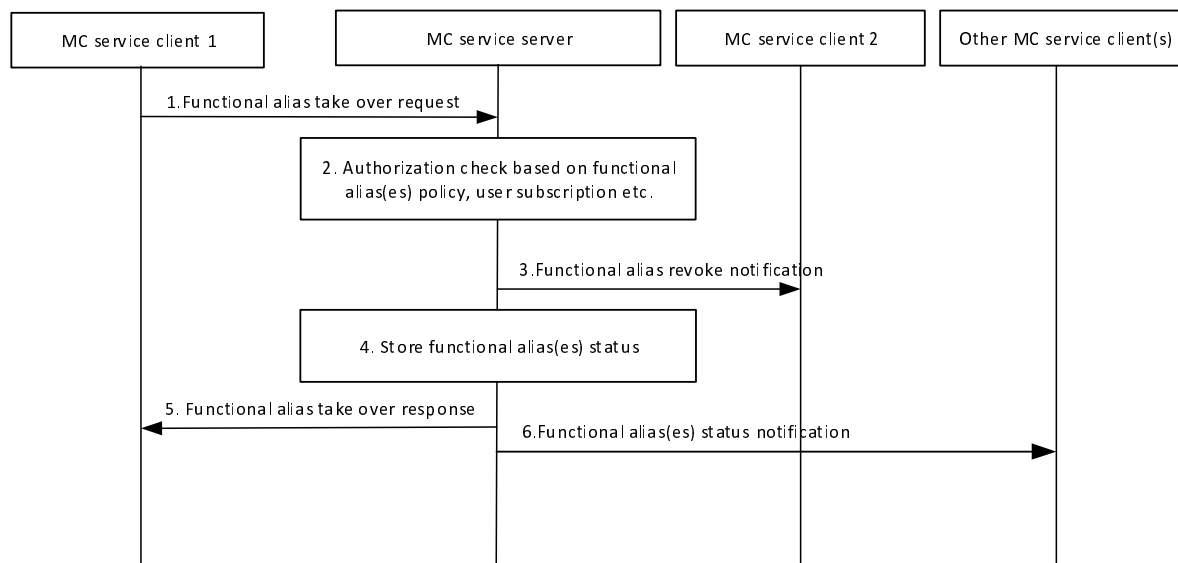 MC service client 1
MC service server
MC service client 2
Other MC service client(s)
1.Functional alias take over request
2. Authorization check based on functional
alias(es) policy, user subscription etc.
3.Functional alias revoke notification
4. Store functional alias(es) status
5. Functional alias take over response
6.Functional alias(es) status notification